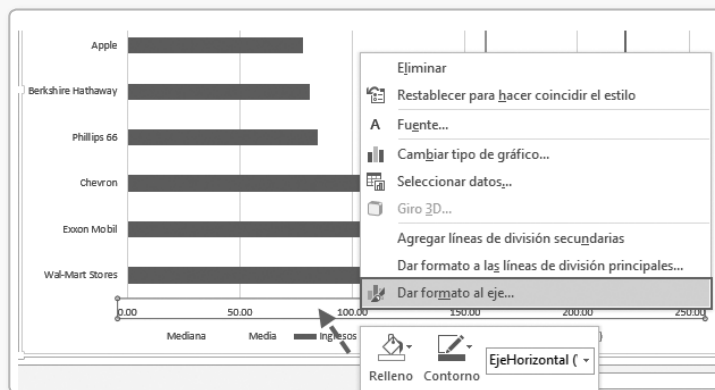 Apple
Berkshire Hathaway
Phillips 66
Chevron
Exxon Mobil
Wal-Mart Stores
0.00 50.00 100.00 150.00 200.00 250.00
Mediana Media Ingresos )
Eliminar
Restablecer para hacer coincidir el estilo
A Fuente...
Cambiar tipo de gráfico...
Seleccionar datos...
Giro 3D...
Agregar líneas de división secundarias
Dar formato a las líneas de división principales...
Dar formato al eje...
Relleno Contorno EjeHorizontal (